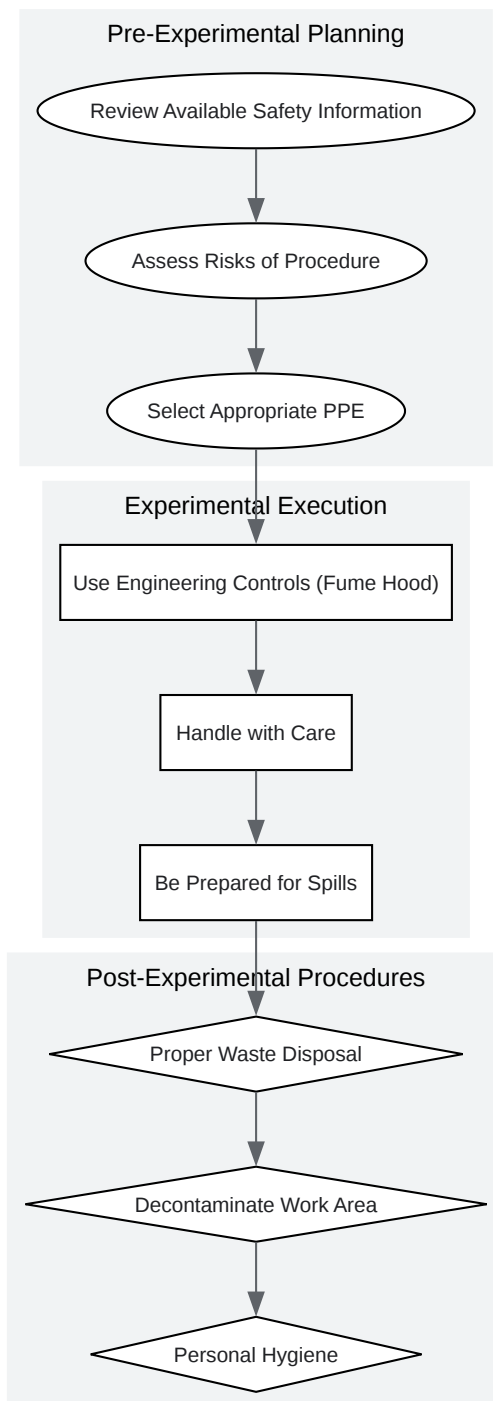 Pre-Experimental Planning
Review Available Safety Information
Assess Risks of Procedure
Select Appropriate PPE
Experimental Execution
Use Engineering Controls (Fume Hood)
Handle with Care
Be Prepared for Spills
Post-Experimental Procedures
Proper Waste Disposal
Decontaminate Work Area
Personal Hygiene